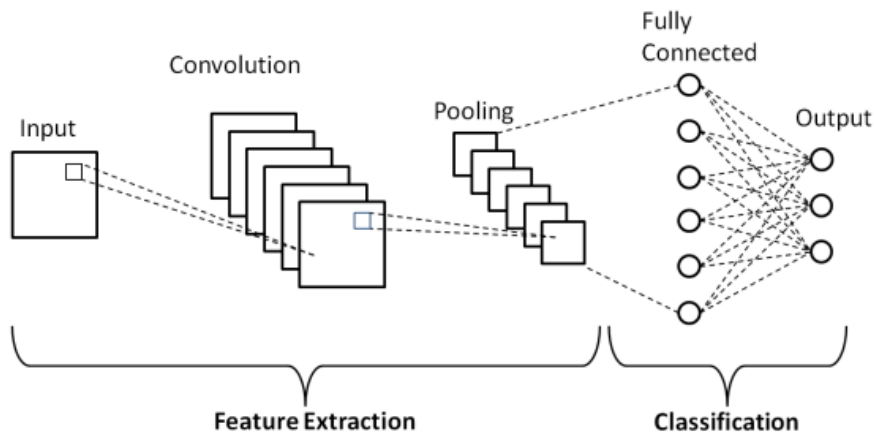 Input
Convolution
Pooling
Fully
Connected
Output
Feature Extraction
Classification